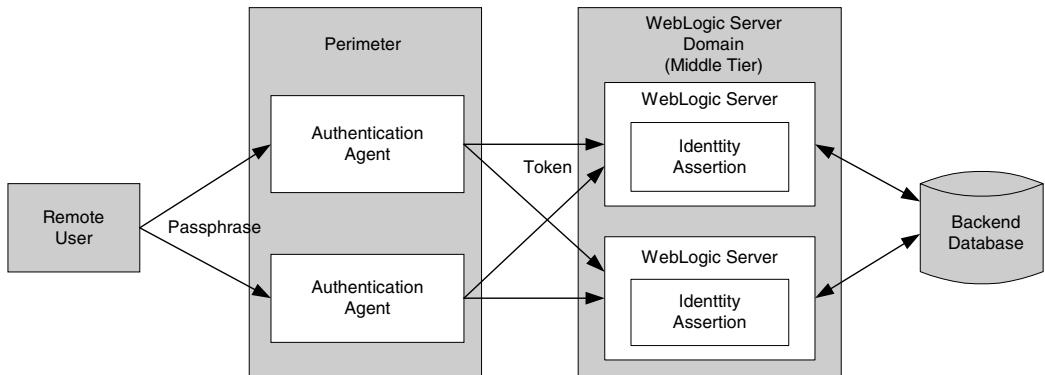 Remote
User
Passphrase
Perimeter
Authentication
Agent
Authentication
Agent
Token
WebLogic Server
Domain
(Middle Tier)
WebLogic Server
Identtity
Assertion
WebLogic Server
Identtity
Assertion
Backend
Database